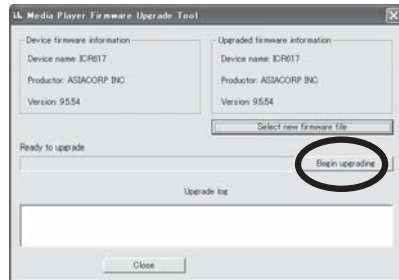 Media Player Firmware Upgrade Tool
Device firmware information
Device name: ICR617
Productor: ASIACORP INC
Version: 9.5.54
Upgraded firmware information
Device name: ICR617
Productor: ASIACORP INC
Version: 9.5.54
Select new firmware file
Ready to upgrade
Begin upgrading
Upgrade log
Close